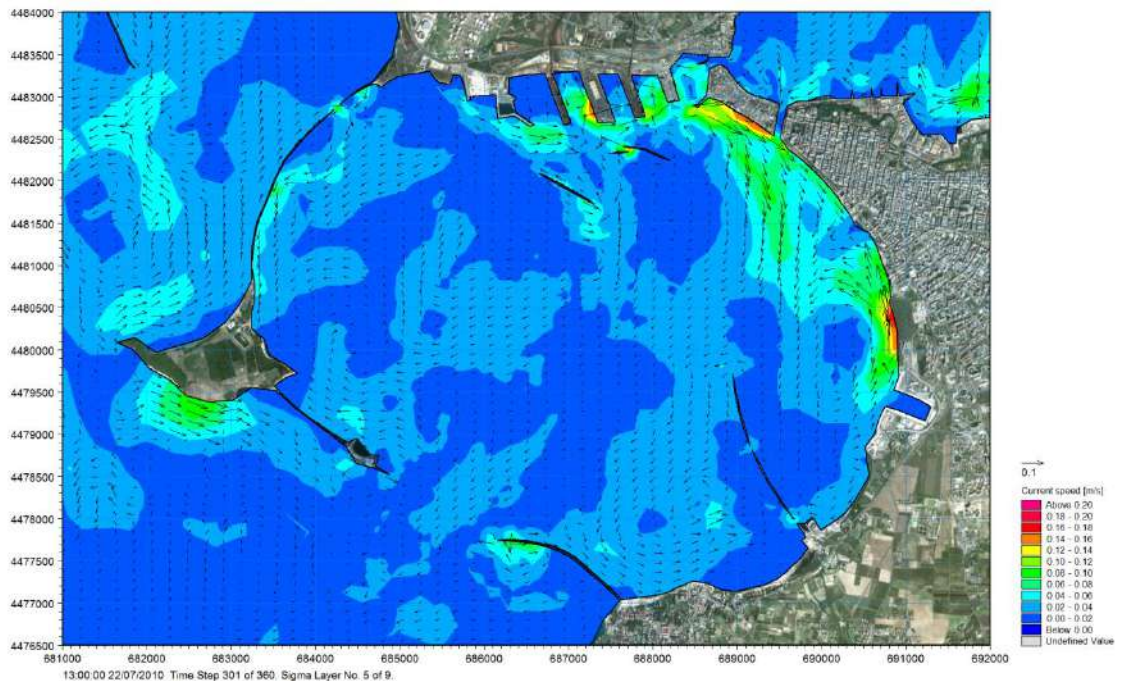 4484000
4483500
4483000
4482500
4482000
4481500
4481000
4480500
4480000
4479500
4479000
4478500
4478000
4477500
4477000
4476500
681000 682000 683000 684000 685000 686000 687000 688000 689000 690000 691000 692000
13:00:00 22/07/2010 Time Step 301 of 360. Sigma Layer No. 5 of 9.
0.1
Current speed [m/s]
Above 0.20
0.18 - 0.20
0.16 - 0.18
0.14 - 0.16
0.12 - 0.14
0.10 - 0.12
0.08 - 0.10
0.06 - 0.08
0.04 - 0.06
0.02 - 0.04
0.00 - 0.02
Below 0.00
Undefined Value